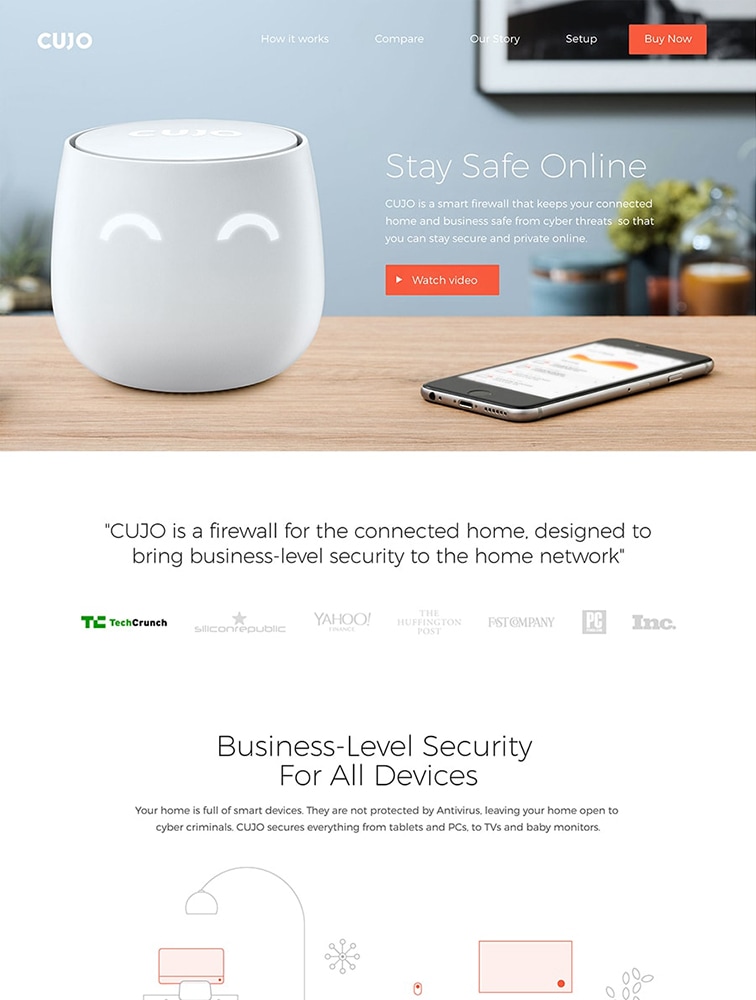 CUJO
How it works
Compare
Our Story
Setup
Buy Now
CUJO
Stay Safe Online
CUJO is a smart firewall that keeps your connected
home and business safe from cyber threats so that
you can stay secure and private online.
Watch video
"CUJO is a firewall for the connected home, designed to
bring business-level security to the home network"
TC TechCrunch
siliconrepublic
YAHOO!
FINANCE
THE
HUFFINGTON
POST
FAST COMPANY
PC
Inc.
Business-Level Security
For All Devices
Your home is full of smart devices. They are not protected by Antivirus, leaving your home open to
cyber criminals. CUJO secures everything from tablets and PCs, to TVs and baby monitors.